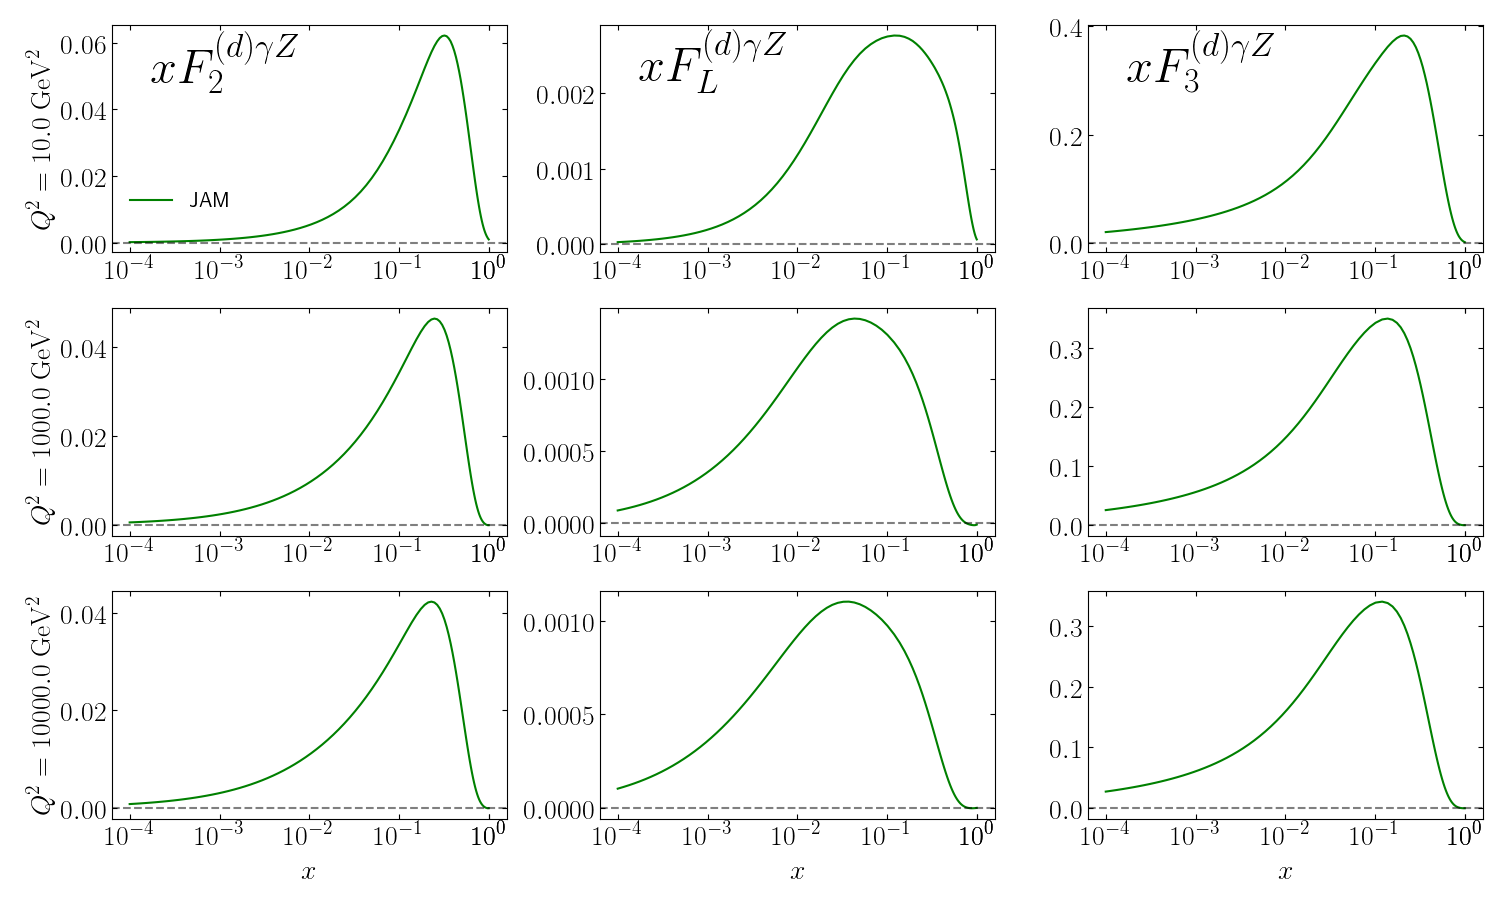 $xF_2^{(d)\gamma Z}$ $xF_L^{(d)\gamma Z}$ $xF_3^{(d)\gamma Z}$
$Q^2$ = 10.0 GeV$^2$
0.06 0.04 0.02 0.00
JAM
$10^{-4}$ $10^{-3}$ $10^{-2}$ $10^{-1}$ $10^0$
0.002 0.001 0.000
$10^{-4}$ $10^{-3}$ $10^{-2}$ $10^{-1}$ $10^0$
0.4 0.2 0.0
$10^{-4}$ $10^{-3}$ $10^{-2}$ $10^{-1}$ $10^0$
$Q^2$ = 1000.0 GeV$^2$
0.04 0.02 0.00
$10^{-4}$ $10^{-3}$ $10^{-2}$ $10^{-1}$ $10^0$
0.0010 0.0005 0.0000
$10^{-4}$ $10^{-3}$ $10^{-2}$ $10^{-1}$ $10^0$
0.3 0.2 0.1 0.0
$10^{-4}$ $10^{-3}$ $10^{-2}$ $10^{-1}$ $10^0$
$Q^2$ = 10000.0 GeV$^2$
0.04 0.02 0.00
$10^{-4}$ $10^{-3}$ $10^{-2}$ $10^{-1}$ $10^0$
$x$
0.0010 0.0005 0.0000
$10^{-4}$ $10^{-3}$ $10^{-2}$ $10^{-1}$ $10^0$
$x$
0.3 0.2 0.1 0.0
$10^{-4}$ $10^{-3}$ $10^{-2}$ $10^{-1}$ $10^0$
$x$